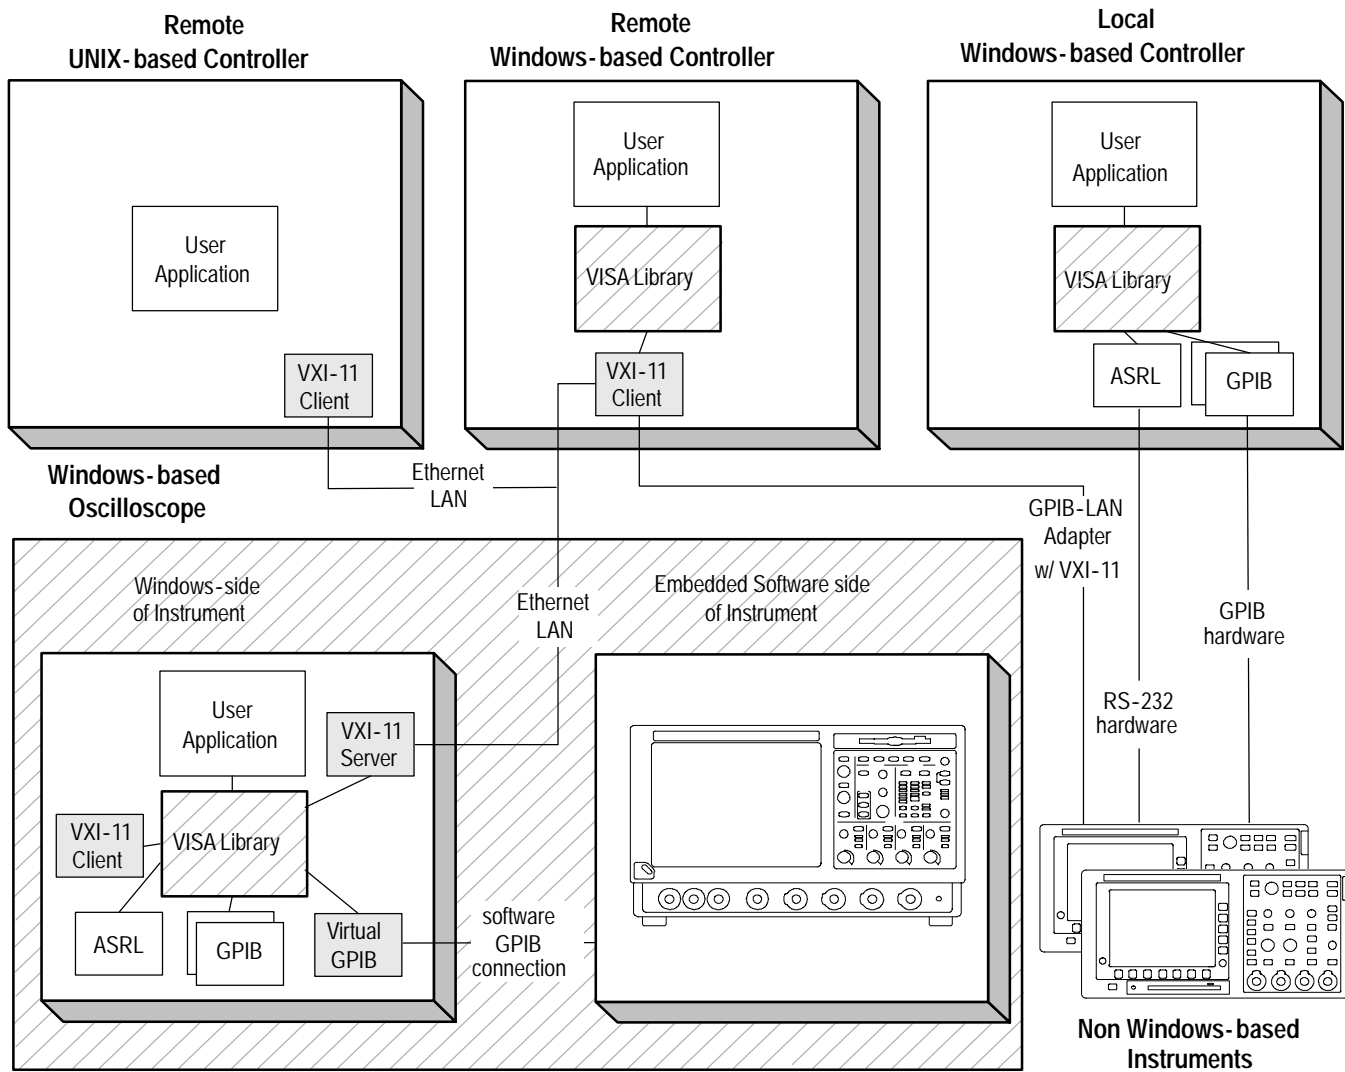 Remote
UNIX-based Controller
Remote
Windows-based Controller
Local
Windows-based Controller
User
Application
VXI-11
Client
User
Application
VISA Library
VXI-11
Client
User
Application
VISA Library
ASRL
GPIB
Windows-based
Oscilloscope
Ethernet
LAN
GPIB-LAN
Adapter
w/ VXI-11
Windows-side
of Instrument
Ethernet
LAN
Embedded Software side
of Instrument
GPIB
hardware
RS-232
hardware
User
Application
VXI-11
Server
VXI-11
Client
VISA Library
ASRL
GPIB
Virtual
GPIB
software
GPIB
connection
Non Windows-based
Instruments